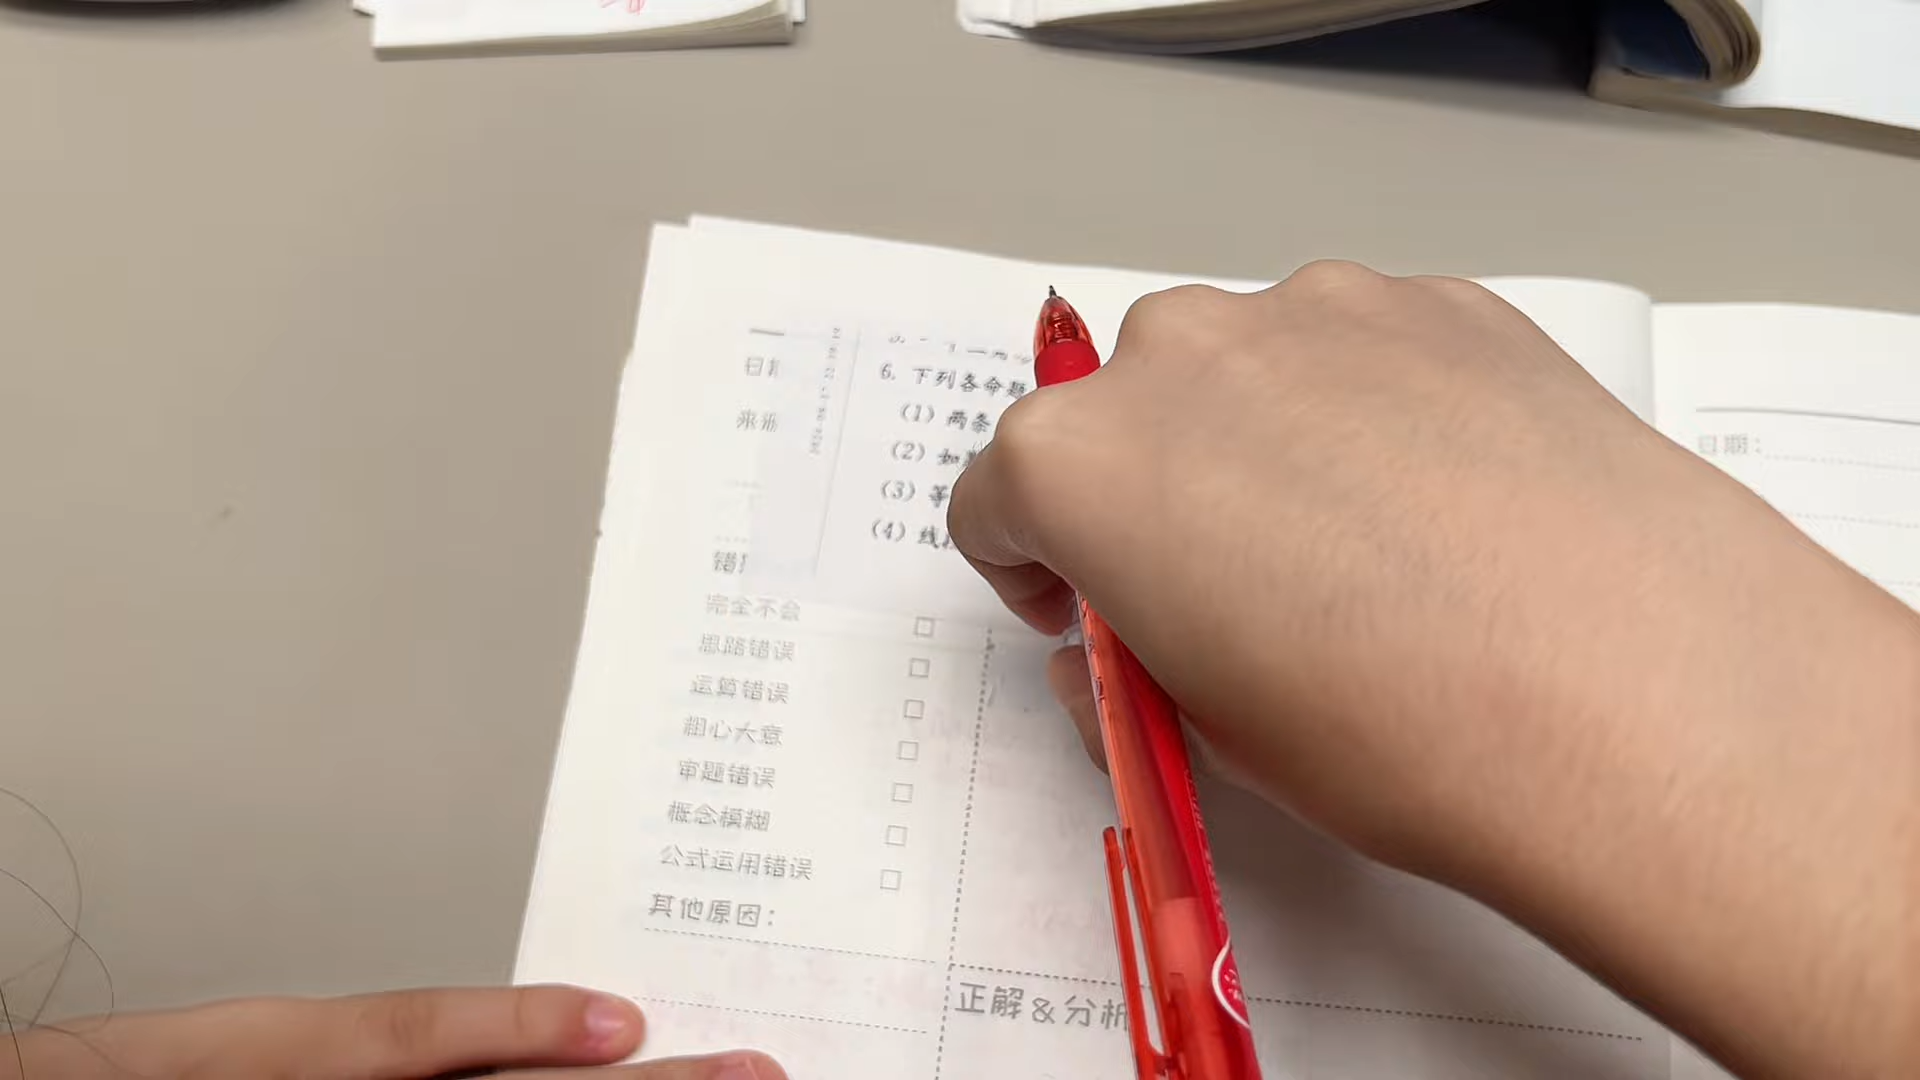 日期
来源
6. 下列各命题
(1) 两条
(2) 如果
(3) 等
(4) 线段
错
完全不会 □
思路错误 □
运算错误 □
粗心大意 □
审题错误 □
概念模糊 □
公式运用错误 □
其他原因：
正解&分析
日期：